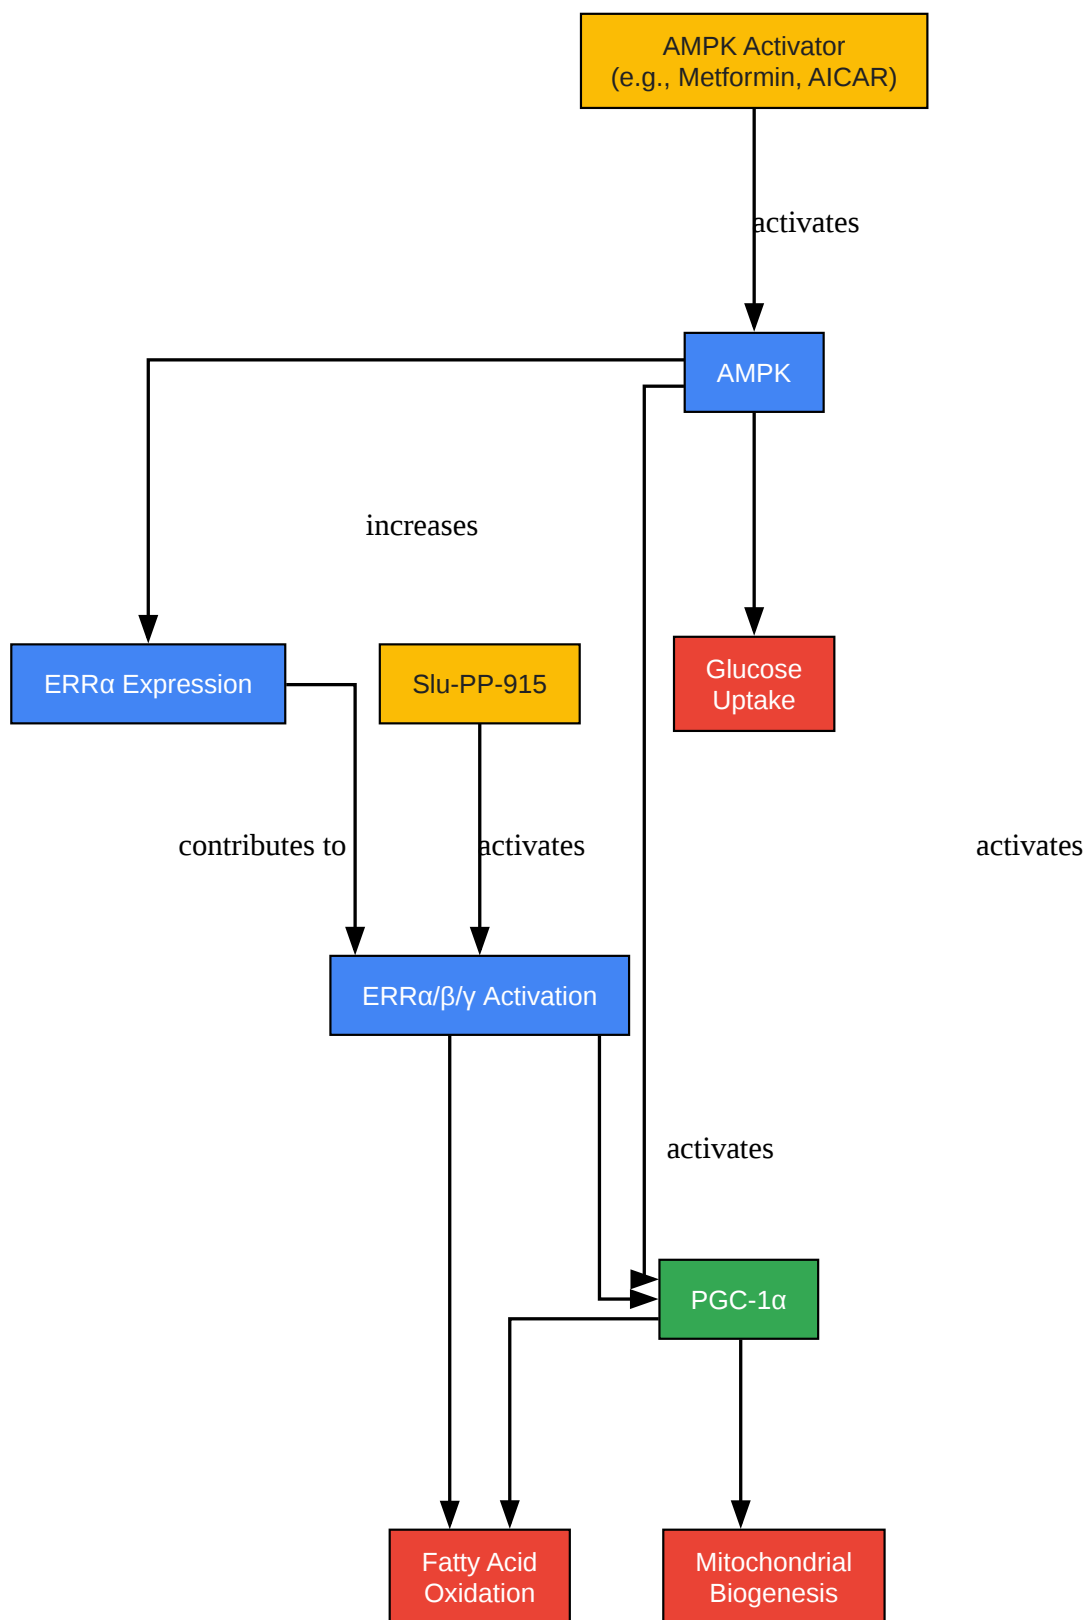 AMPK Activator
(e.g., Metformin, AICAR)
activates
AMPK
increases
ERRα Expression
Slu-PP-915
Glucose
Uptake
contributes to
activates
activates
ERRα/β/γ Activation
activates
PGC-1α
Fatty Acid
Oxidation
Mitochondrial
Biogenesis